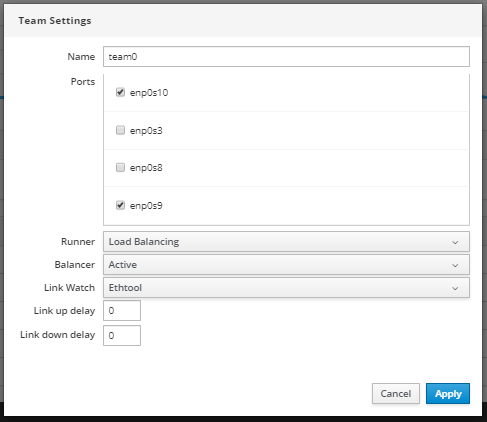 Team Settings
Name team0
Ports
enp0s10
enp0s3
enp0s8
enp0s9
Runner Load Balancing
Balancer Active
Link Watch Ethtool
Link up delay 0
Link down delay 0
Cancel Apply